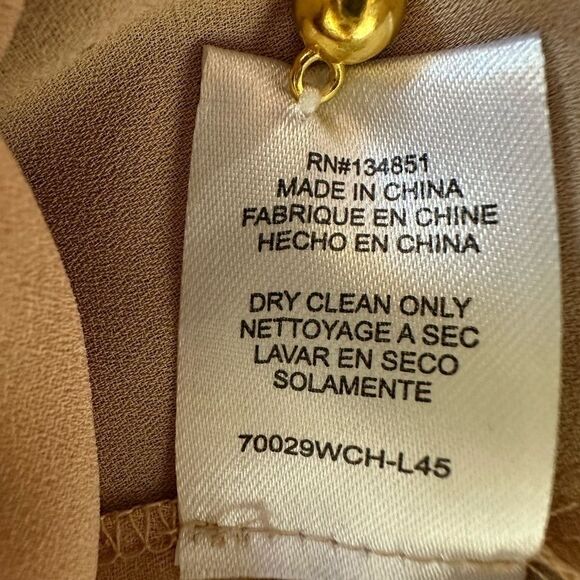 RN#134851
MADE IN CHINA
FABRIQUE EN CHINE
HECHO EN CHINA
DRY CLEAN ONLY
NETTOYAGE A SEC
LAVAR EN SECO
SOLAMENTE
70029WCH-L45